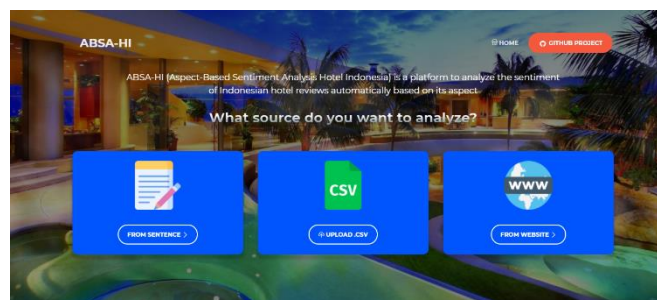 ABSA-HI
HOME
GITHUB PROJECT
ABSA-HI (Aspect-Based Sentiment Analysis Hotel Indonesia) is a platform to analyze the sentiment
of Indonesian hotel reviews automatically based on its aspect
What source do you want to analyze?
CSV
WWW
FROM SENTENCE >
UPLOAD .CSV
FROM WEBSITE >